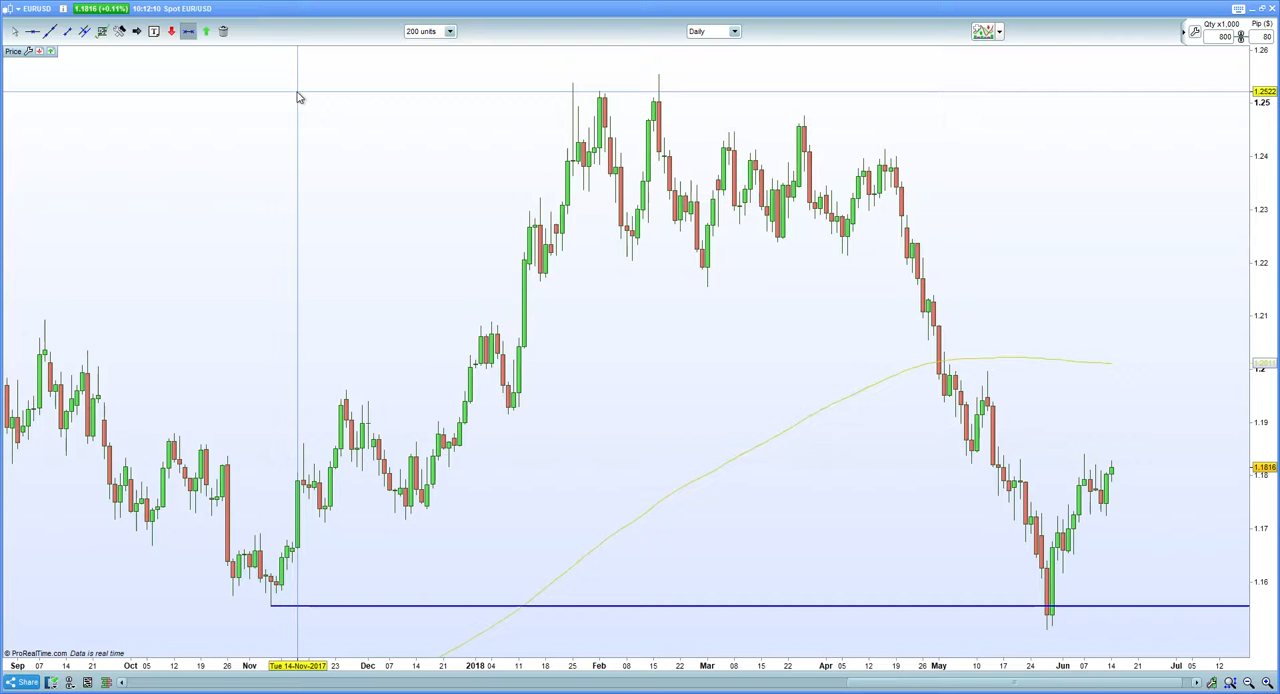 EURUSD 1.1816 (+0.11%) 10:12:10 Spot EUR/USD
200 units
Daily
Qty x1,000
Pip ($)
800
80
Price
1.26
1.2522
1.25
1.24
1.23
1.22
1.21
1.2
1.19
1.1816
1.18
1.17
1.16
© ProRealTime.com Data is real time
Sep 07 14 21 Oct 05 12 19 26 Nov Tue 14-Nov-2017 23 Dec 07 14 21 2018 04 11 18 25 Feb 08 15 22 Mar 08 15 22 Apr 05 12 19 26 May 10 17 24 Jun 07 14 21 Jul 05 12
Share